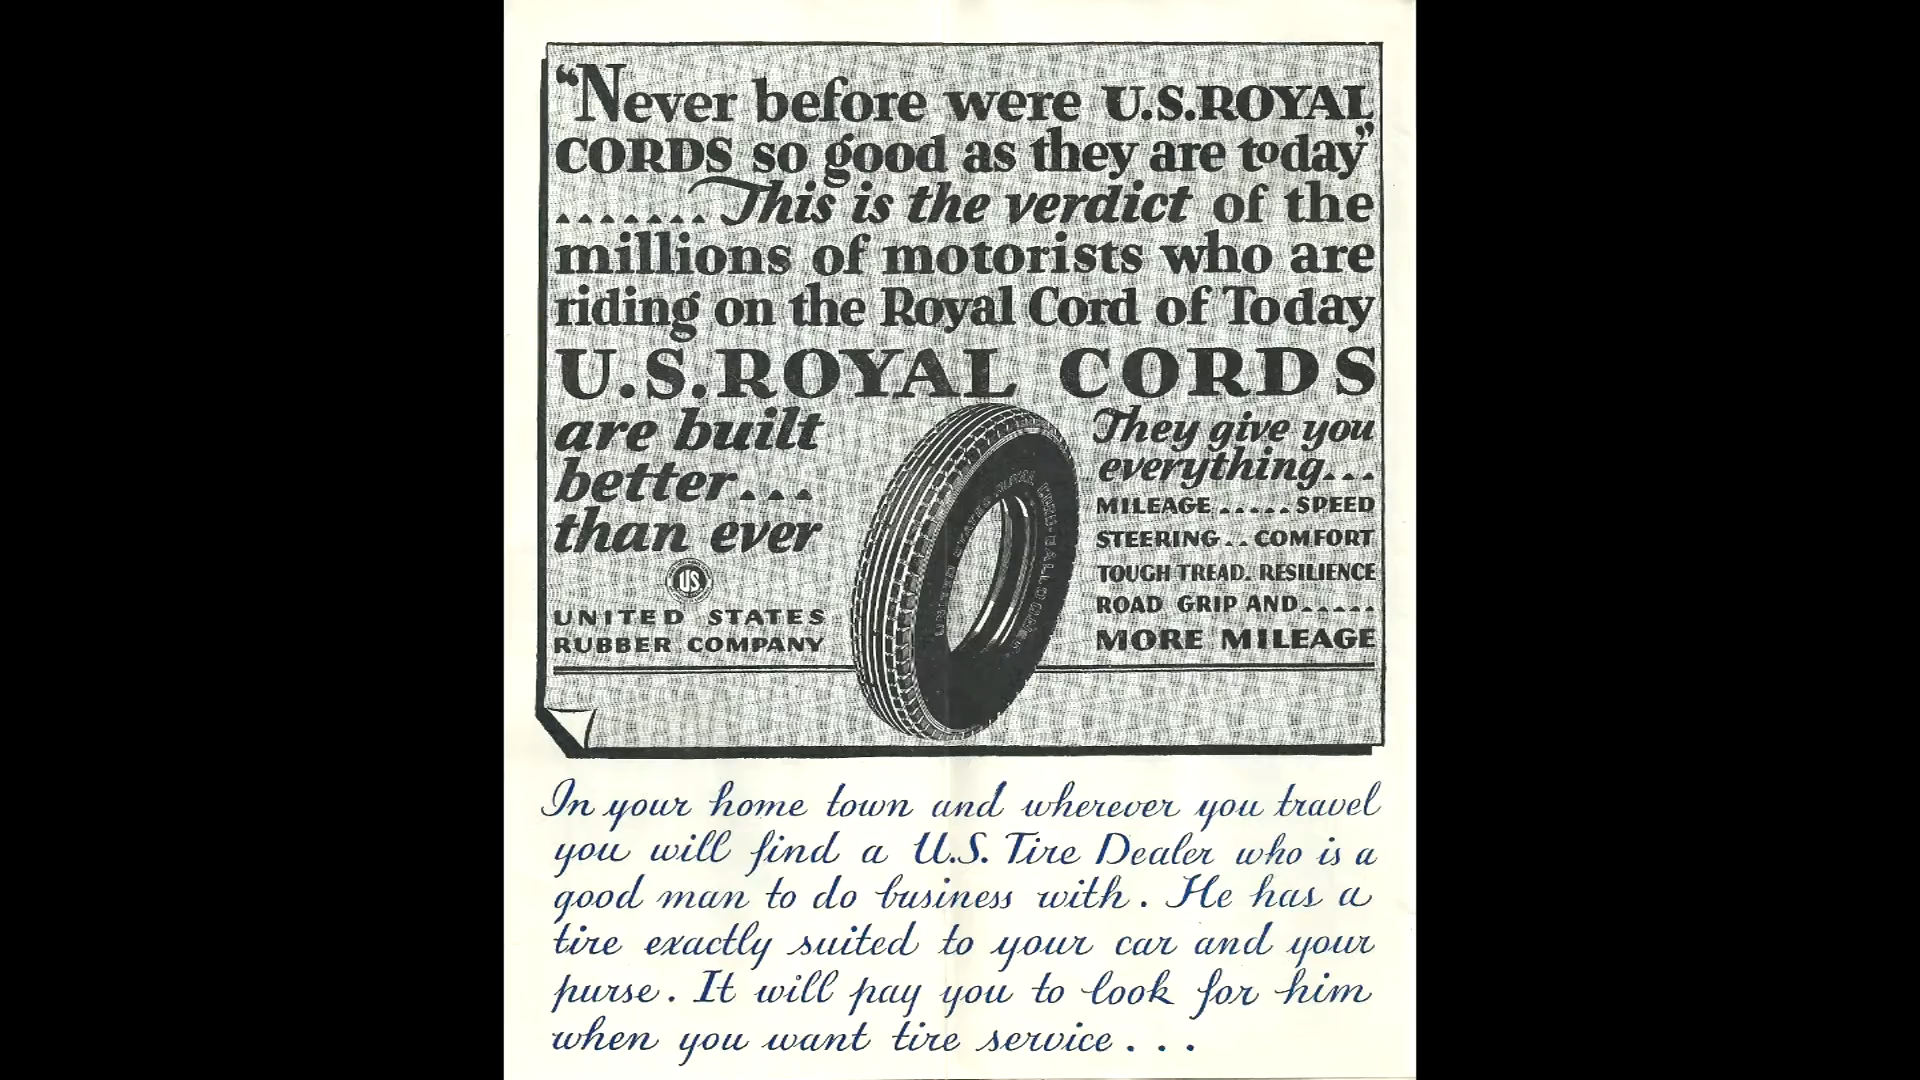 “Never before were U.S. ROYAL
CORDS so good as they are today”
....... This is the verdict of the
millions of motorists who are
riding on the Royal Cord of Today
U.S. ROYAL CORDS
are built
better...
than ever
US
UNITED STATES
RUBBER COMPANY
They give you
everything...
MILEAGE ..... SPEED
STEERING .. COMFORT
TOUGH TREAD. RESILIENCE
ROAD GRIP AND.....
MORE MILEAGE
UNITED STATES ROYAL CORD-BALLOON
In your home town and wherever you travel
you will find a U.S. Tire Dealer who is a
good man to do business with. He has a
tire exactly suited to your car and your
purse. It will pay you to look for him
when you want tire service...